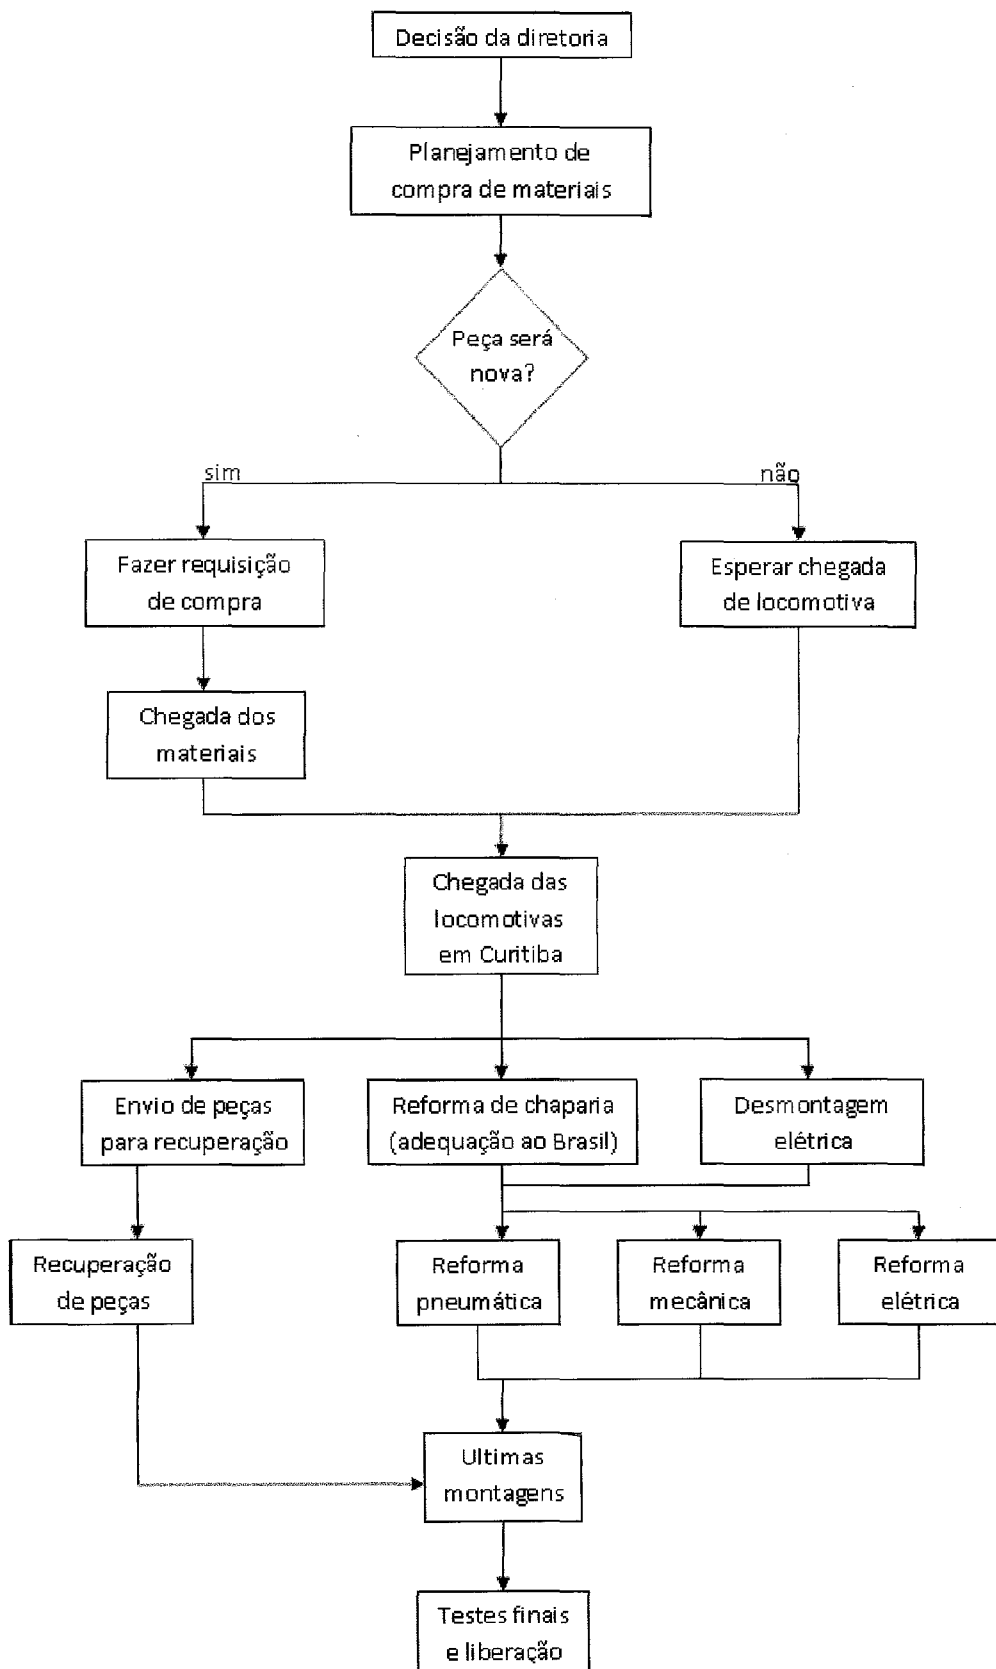 Decisão da diretoria
Planejamento de
compra de materiais
Peça será
nova?
sim
não
Fazer requisição
de compra
Esperar chegada
de locomotiva
Chegada dos
materiais
Chegada das
locomotivas
em Curitiba
Envio de peças
para recuperação
Reforma de chaparia
(adequação ao Brasil)
Desmontagem
elétrica
Recuperação
de peças
Reforma
pneumática
Reforma
mecânica
Reforma
elétrica
Ultimas
montagens
Testes finais
e liberação